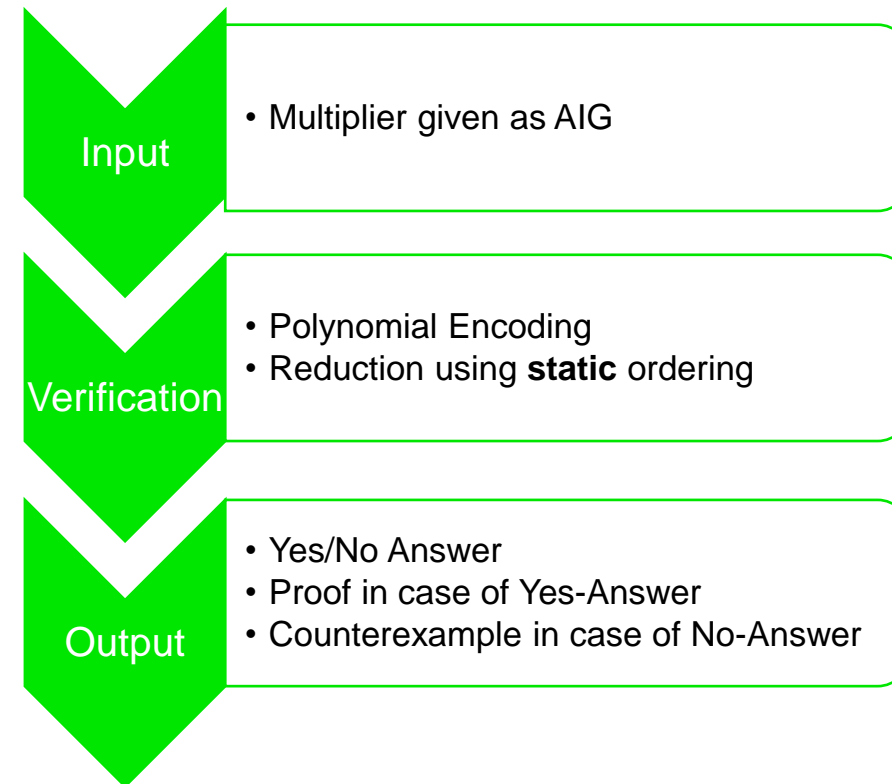 Input
• Multiplier given as AIG
Verification
• Polynomial Encoding
• Reduction using static ordering
Output
• Yes/No Answer
• Proof in case of Yes-Answer
• Counterexample in case of No-Answer